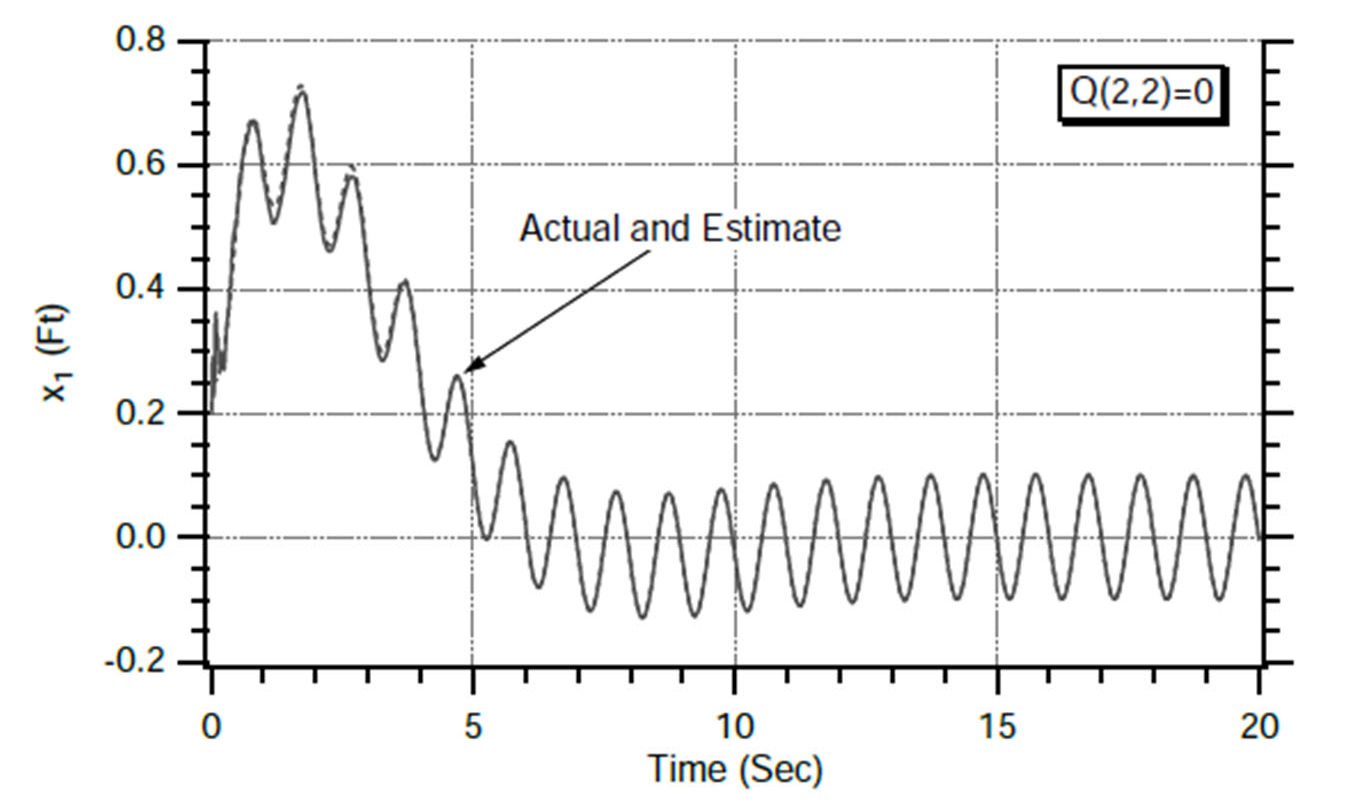 0.8
Q(2,2)=0
0.6
Actual and Estimate
0.4
x₁ (Ft)
0.2
0.0
-0.2
0 5 10 15 20
Time (Sec)